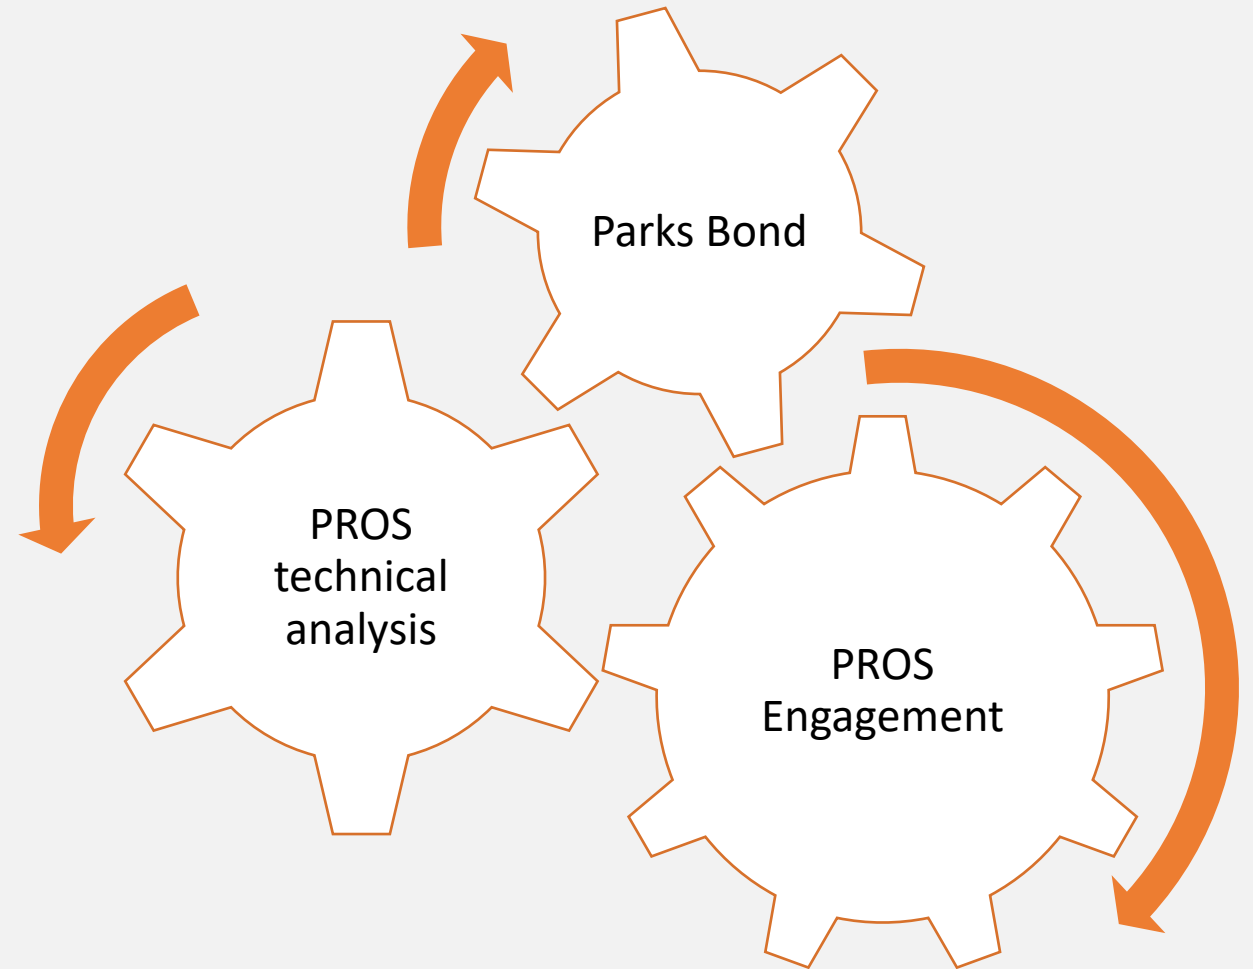 Parks Bond
PROS
technical
analysis
PROS
Engagement